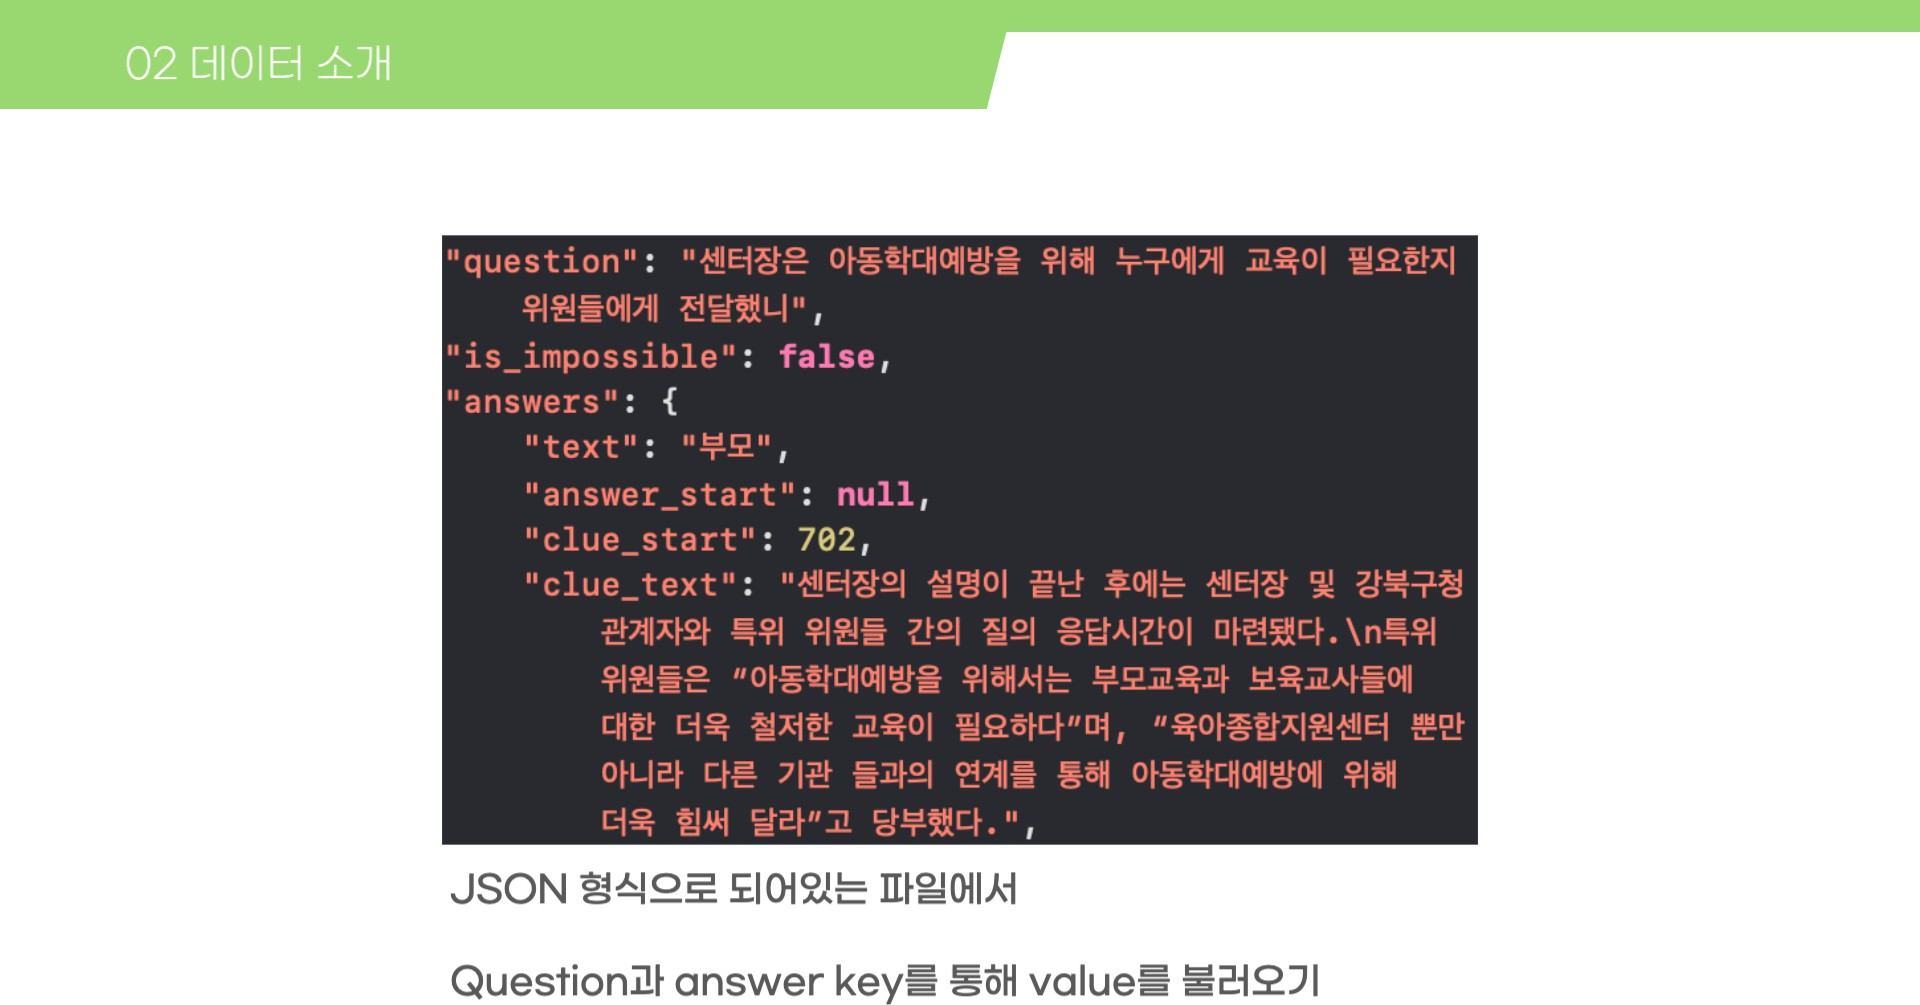 02 데이터 소개
"question": "센터장은 아동학대예방을 위해 누구에게 교육이 필요한지
위원들에게 전달했니",
"is_impossible": false,
"answers": {
"text": "부모",
"answer_start": null,
"clue_start": 702,
"clue_text": "센터장의 설명이 끝난 후에는 센터장 및 강북구청
관계자와 특위 위원들 간의 질의 응답시간이 마련됐다.\n특위
위원들은 “아동학대예방을 위해서는 부모교육과 보육교사들에
대한 더욱 철저한 교육이 필요하다”며, “육아종합지원센터 뿐만
아니라 다른 기관 들과의 연계를 통해 아동학대예방에 위해
더욱 힘써 달라”고 당부했다.",
JSON 형식으로 되어있는 파일에서
Question과 answer key를 통해 value를 불러오기